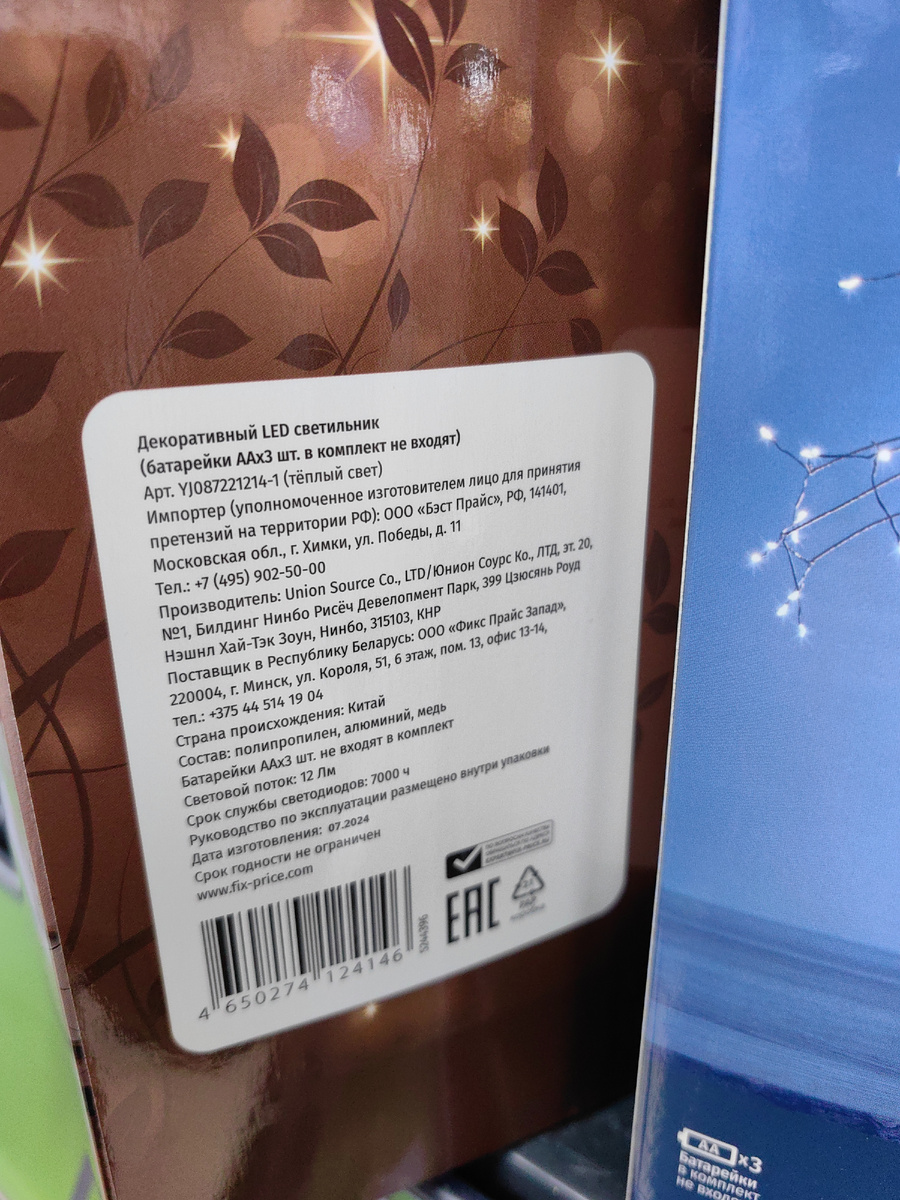 Декоративный LED светильник
(батарейки ААх3 шт. в комплект не входят)
Арт. YJ087221214-1 (тёплый свет)
Импортер (уполномоченное изготовителем лицо для принятия
претензий на территории РФ): ООО «Бэст Прайс», РФ, 141401,
Московская обл., г. Химки, ул. Победы, д. 11
Тел.: +7 (495) 902-50-00
Производитель: Union Source Co., LTD/Юнион Соурс Ко., ЛТД, эт. 20,
№1, Билдинг Нинбо Рисёч Девелопмент Парк, 399 Цзюсянь Роуд
Нэшнл Хай-Тэк Зоун, Нинбо, 315103, КНР
Поставщик в Республику Беларусь: ООО «Фикс Прайс Запад»,
220004, г. Минск, ул. Короля, 51, 6 этаж, пом. 13, офис 13-14,
тел.: +375 44 514 19 04
Страна происхождения: Китай
Состав: полипропилен, алюминий, медь
Батарейки ААх3 шт. не входят в комплект
Световой поток: 12 Лм
Срок службы светодиодов: 7000 ч
Руководство по эксплуатации размещено внутри упаковки
Дата изготовления: 07.2024
Срок годности не ограничен
www.fix-price.com
4 650274 124146
EAC
21
PAP
AA x3
Батарейки
в комплект
не входят